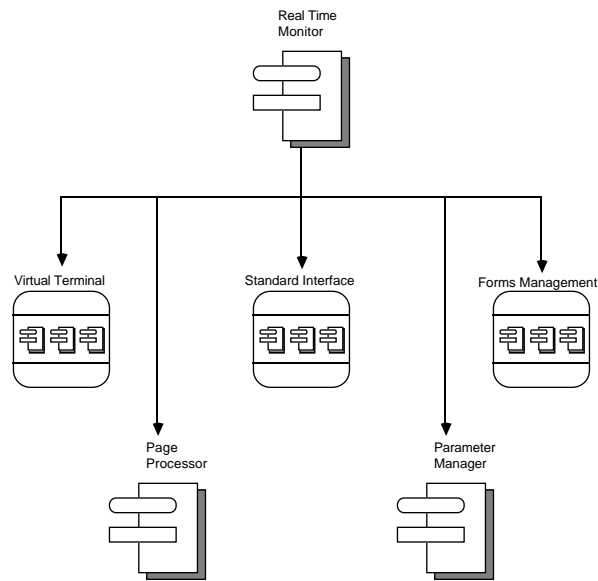 Real Time
Monitor
Virtual Terminal
Standard Interface
Forms Management
Page
Processor
Parameter
Manager